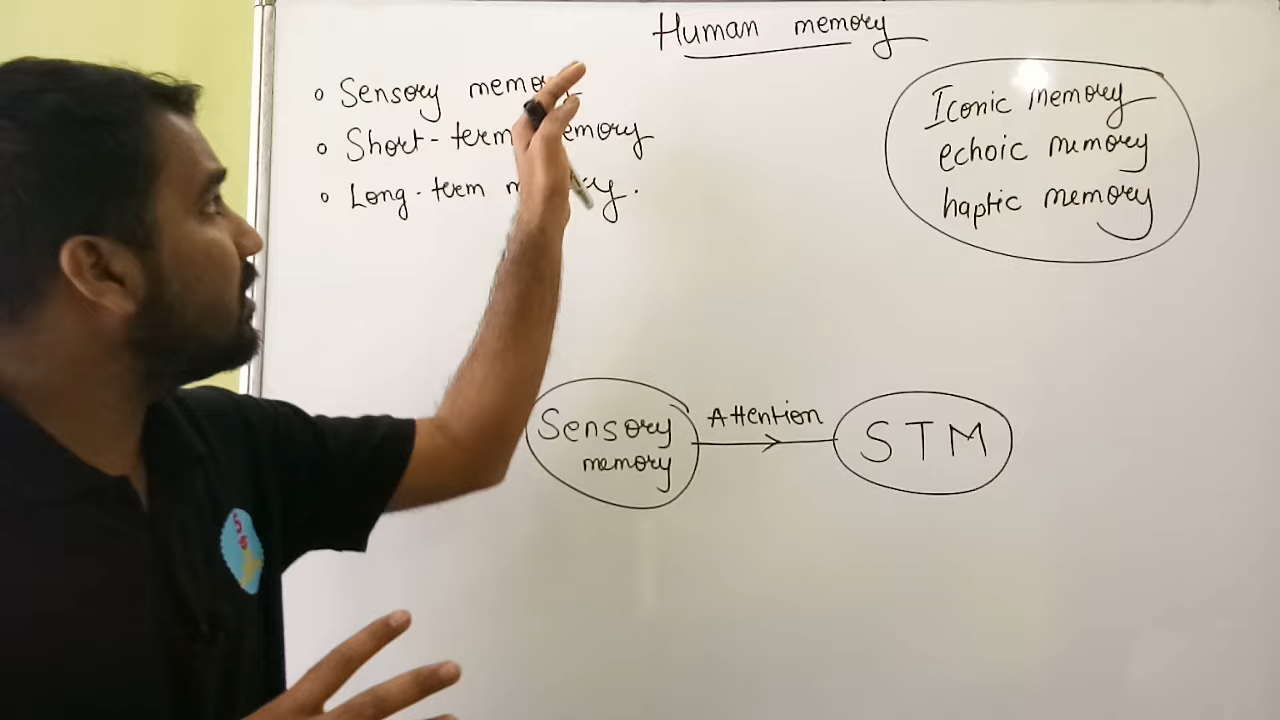 Human memory
Sensory
Short-term
Long-term
Iconic memory
echoic memory
haptic memory
Sensory
memory
Attention
STM